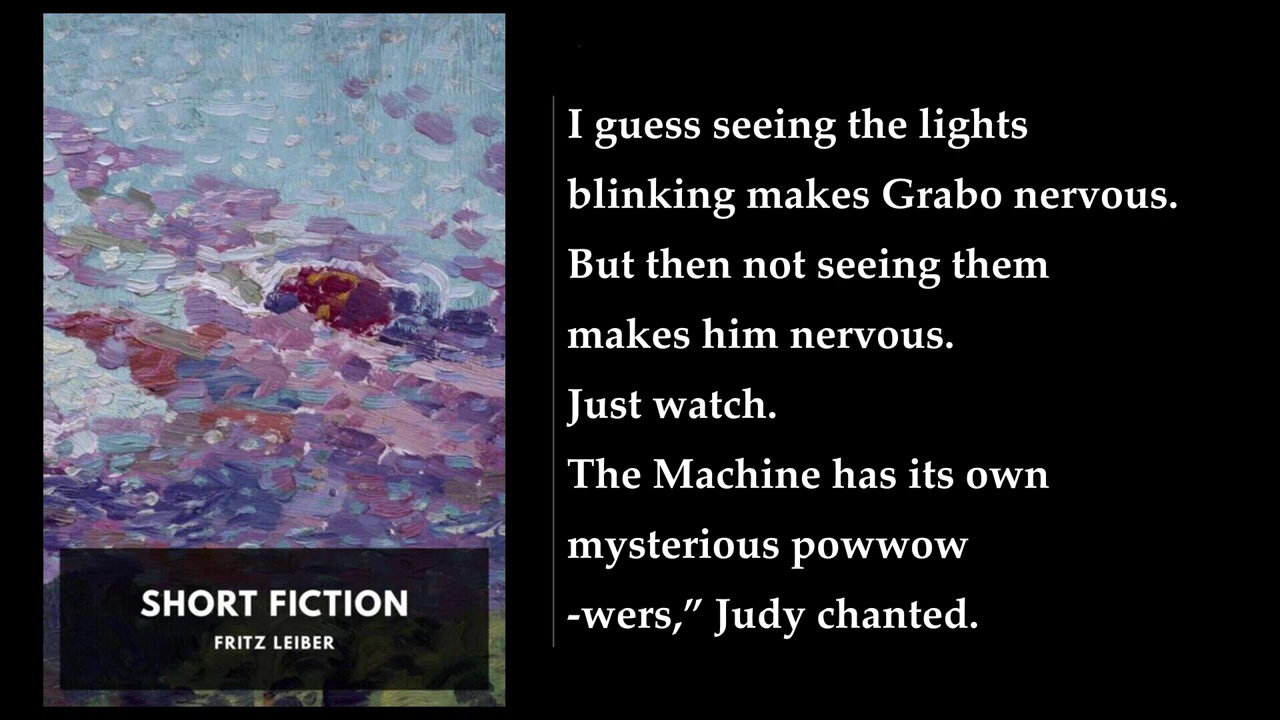 SHORT FICTION
FRITZ LEIBER
I guess seeing the lights
blinking makes Grabo nervous.
But then not seeing them
makes him nervous.
Just watch.
The Machine has its own
mysterious powwow
-wers,” Judy chanted.